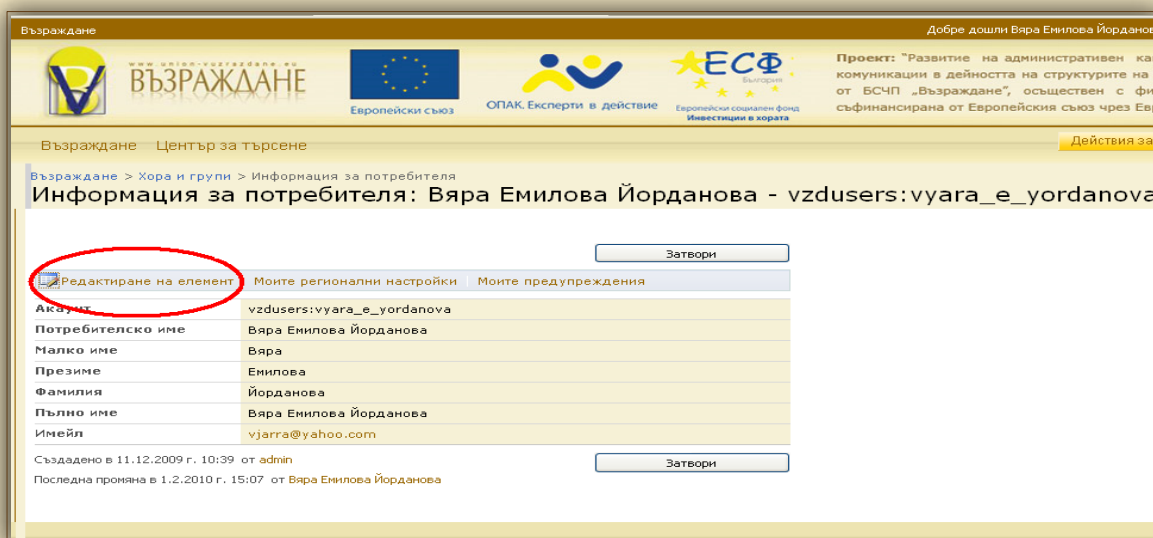 Възраждане
Добре дошли Вяра Емилова Йорданов
www.union-vuzrazdane.eu
ВЪЗРАЖДАНЕ
Европейски съюз
ОПАК. Експерти в действие
ЕСФ
България
Европейски социален фонд
Инвестиции в хората
Проект: "Развитие на административен ка
комуникации в дейността на структурите на
от БСЧП „Възраждане", осъществен с фи
съфинансирана от Европейския съюз чрез Ев
Възраждане Център за търсене
Действия за
Възраждане > Хора и групи > Информация за потребителя
Информация за потребителя: Вяра Емилова Йорданова - vzdusers:vyara_e_yordanova
Затвори
Редактиране на елемент | Моите регионални настройки | Моите предупреждения
Акаунт vzdusers:vyara_e_yordanova
Потребителско име Вяра Емилова Йорданова
Малко име Вяра
Презиме Емилова
Фамилия Йорданова
Пълно име Вяра Емилова Йорданова
Имейл vjarra@yahoo.com
Създадено в 11.12.2009 г. 10:39 от admin
Затвори
Последна промяна в 1.2.2010 г. 15:07 от Вяра Емилова Йорданова